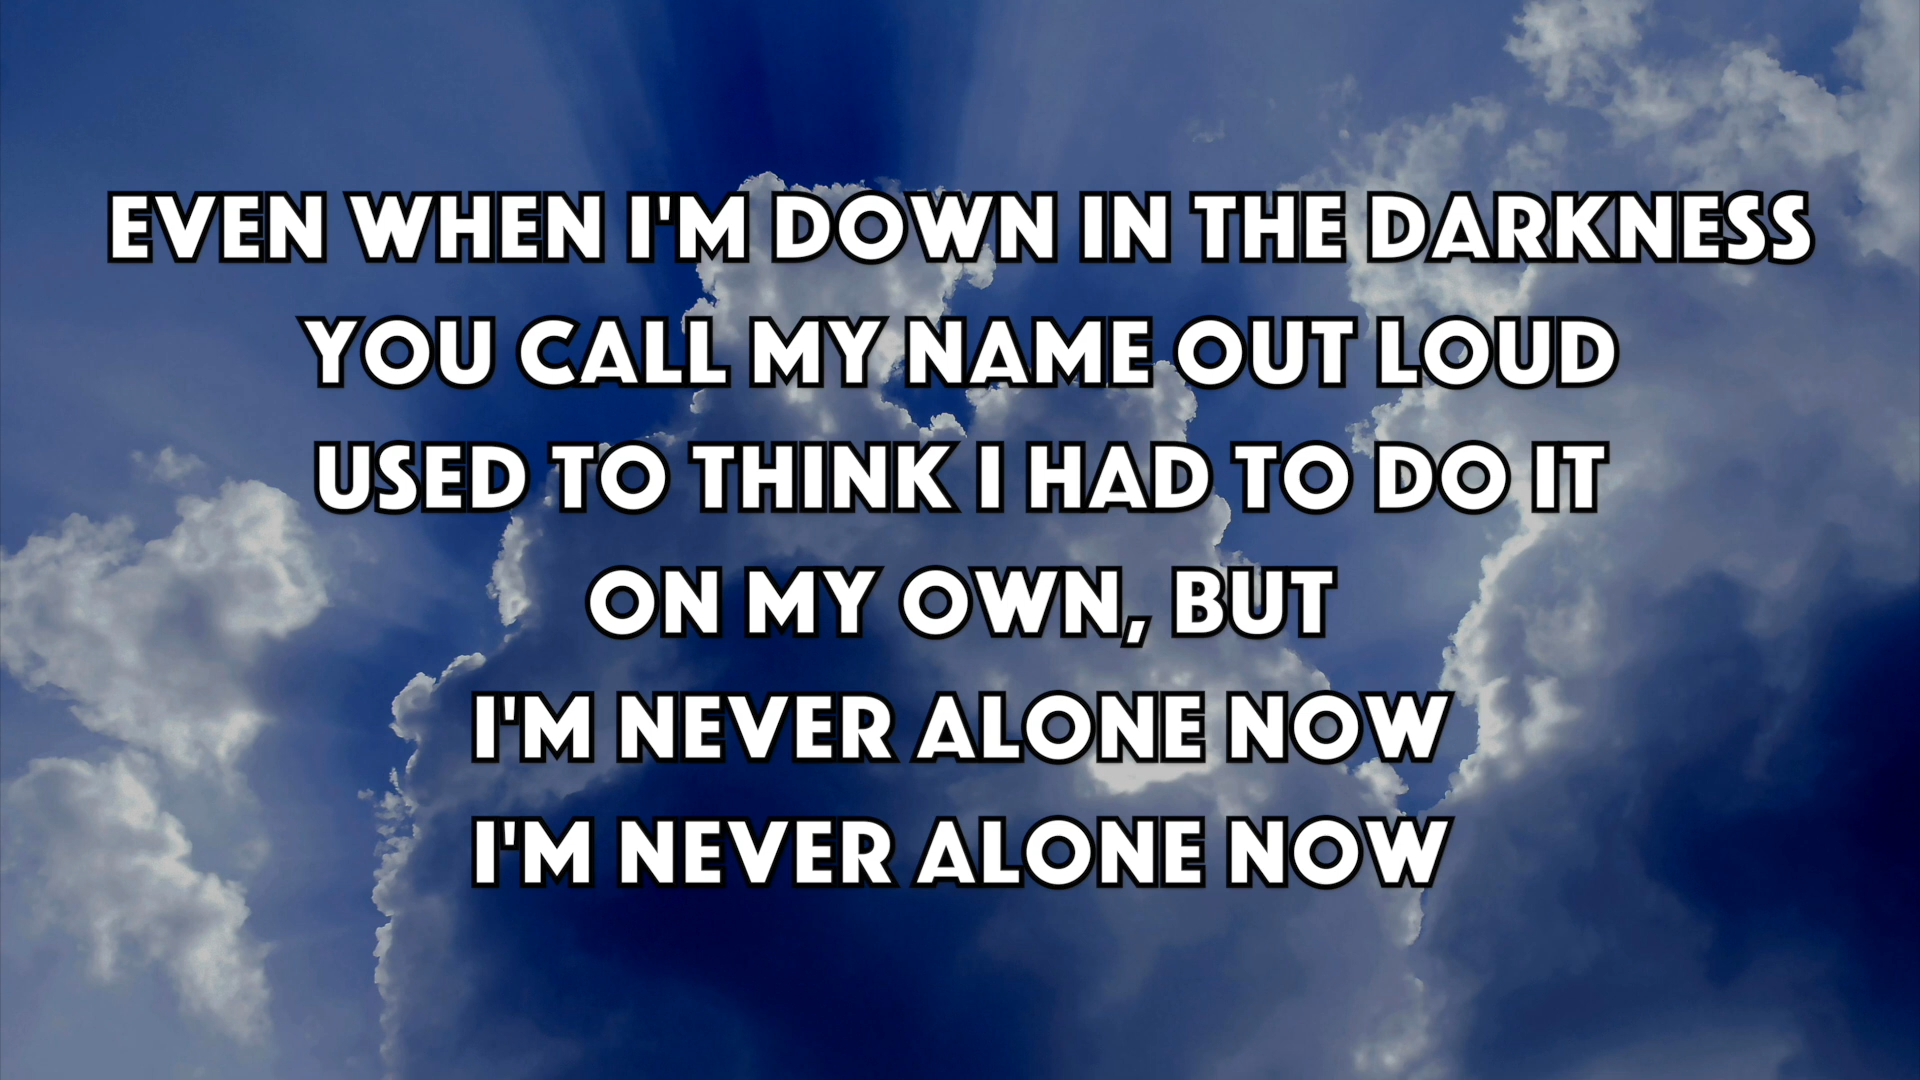 EVEN WHEN I'M DOWN IN THE DARKNESS
YOU CALL MY NAME OUT LOUD
USED TO THINK I HAD TO DO IT
ON MY OWN, BUT
I'M NEVER ALONE NOW
I'M NEVER ALONE NOW